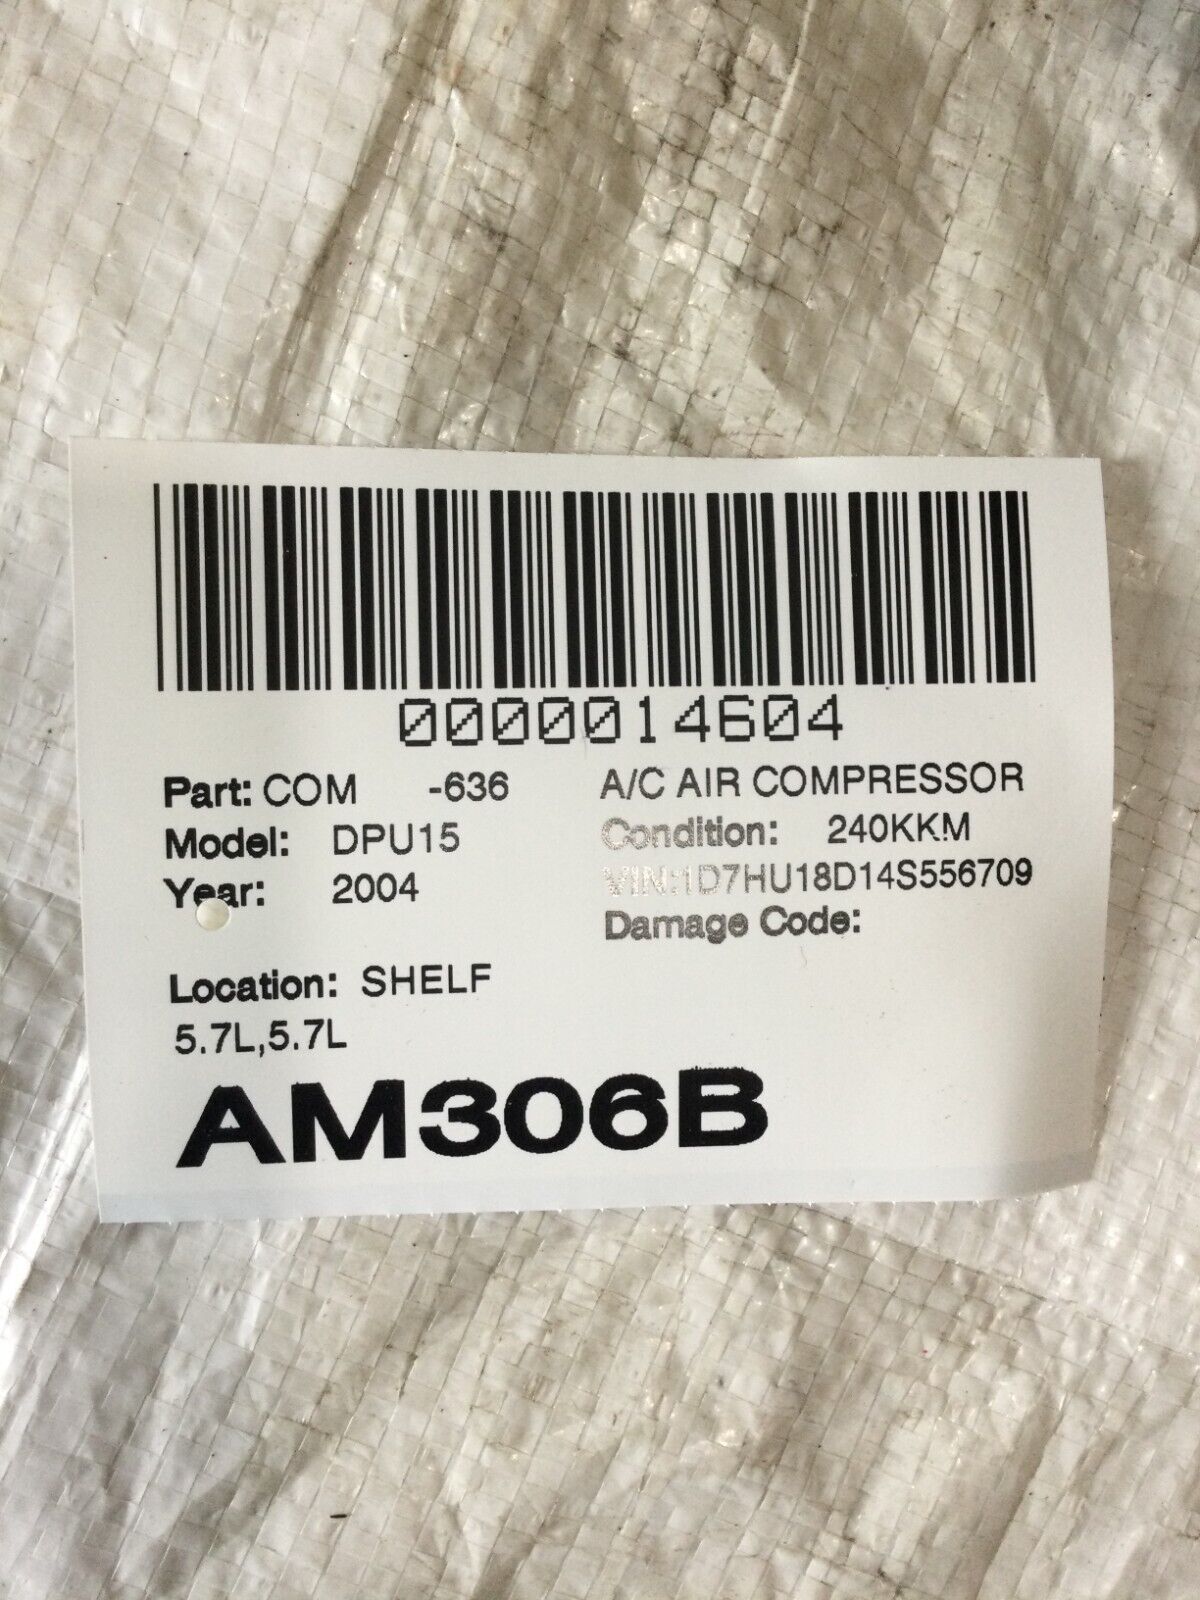 0000014604
Part: COM -636 A/C AIR COMPRESSOR
Model: DPU15 Condition: 240KKM
Year: 2004 VIN:1D7HU18D14S556709
Damage Code:
Location: SHELF
5.7L,5.7L
AM306B